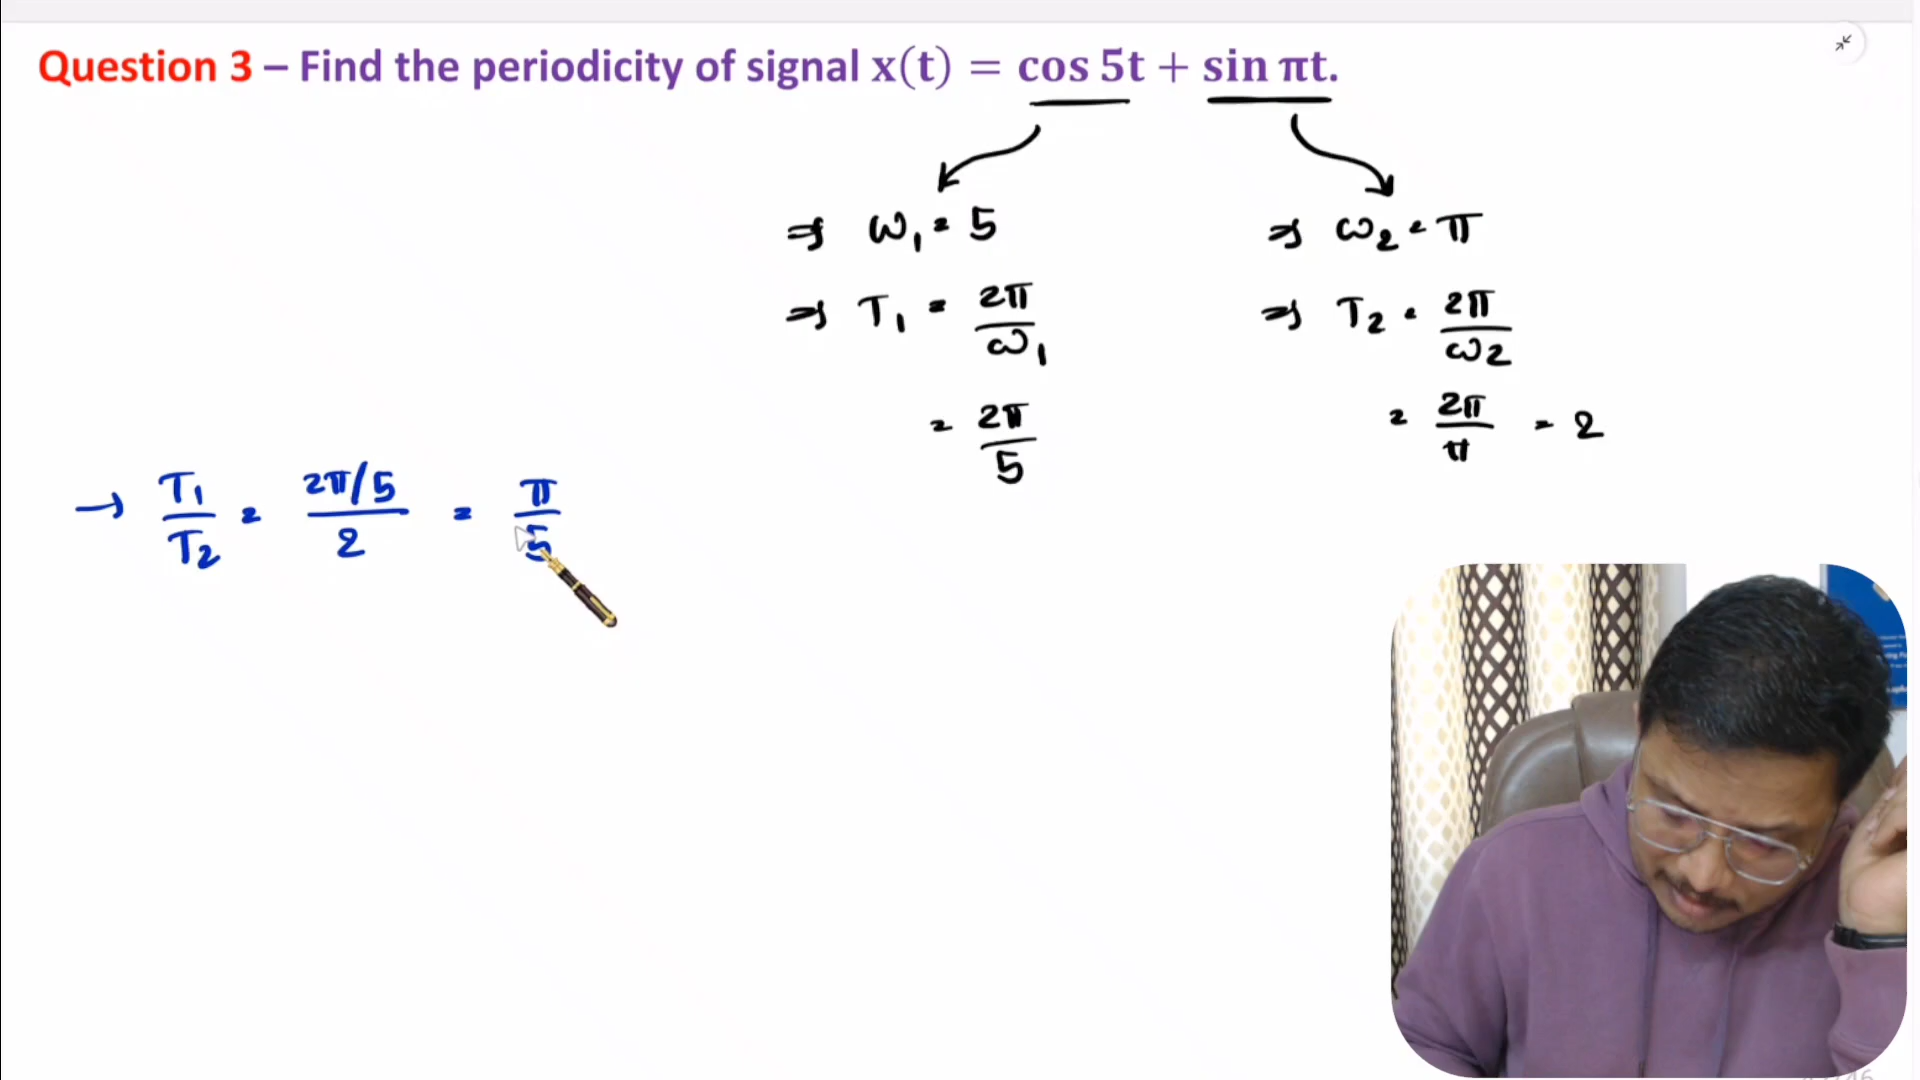 Question 3 – Find the periodicity of signal x(t) = cos 5t + sin πt.
⇒ ω₁ = 5
⇒ T₁ = 2π/ω₁
= 2π/5
⇒ ω₂ = π
⇒ T₂ = 2π/ω₂
= 2π/π = 2
→ T₁/T₂ = (2π/5)/2 = π/5